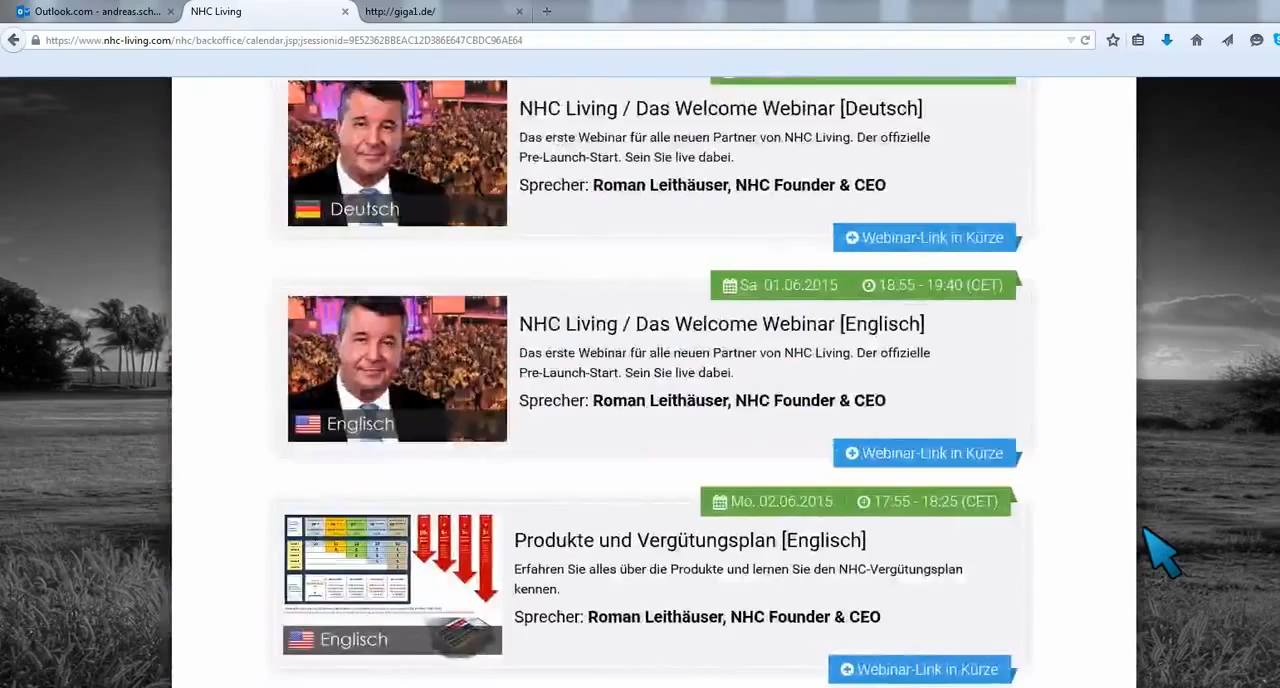 Outlook.com - andreas.sch...
NHC Living
http://giga1.de/
https://www.nhc-living.com/nhc/backoffice/calendar.jsp;jsessionid=9E52362BBEAC12D386E647CBDC96AE64
NHC Living / Das Welcome Webinar [Deutsch]
Das erste Webinar für alle neuen Partner von NHC Living. Der offizielle
Pre-Launch-Start. Sein Sie live dabei.
Sprecher: Roman Leithäuser, NHC Founder & CEO
Deutsch
Webinar-Link in Kürze
Sa. 01.06.2015 18:55 - 19:40 (CET)
NHC Living / Das Welcome Webinar [Englisch]
Das erste Webinar für alle neuen Partner von NHC Living. Der offizielle
Pre-Launch-Start. Sein Sie live dabei.
Sprecher: Roman Leithäuser, NHC Founder & CEO
Englisch
Webinar-Link in Kürze
Mo. 02.06.2015 17:55 - 18:25 (CET)
Produkte und Vergütungsplan [Englisch]
Erfahren Sie alles über die Produkte und lernen Sie den NHC-Vergütungsplan
kennen.
Sprecher: Roman Leithäuser, NHC Founder & CEO
Englisch
Webinar-Link in Kürze